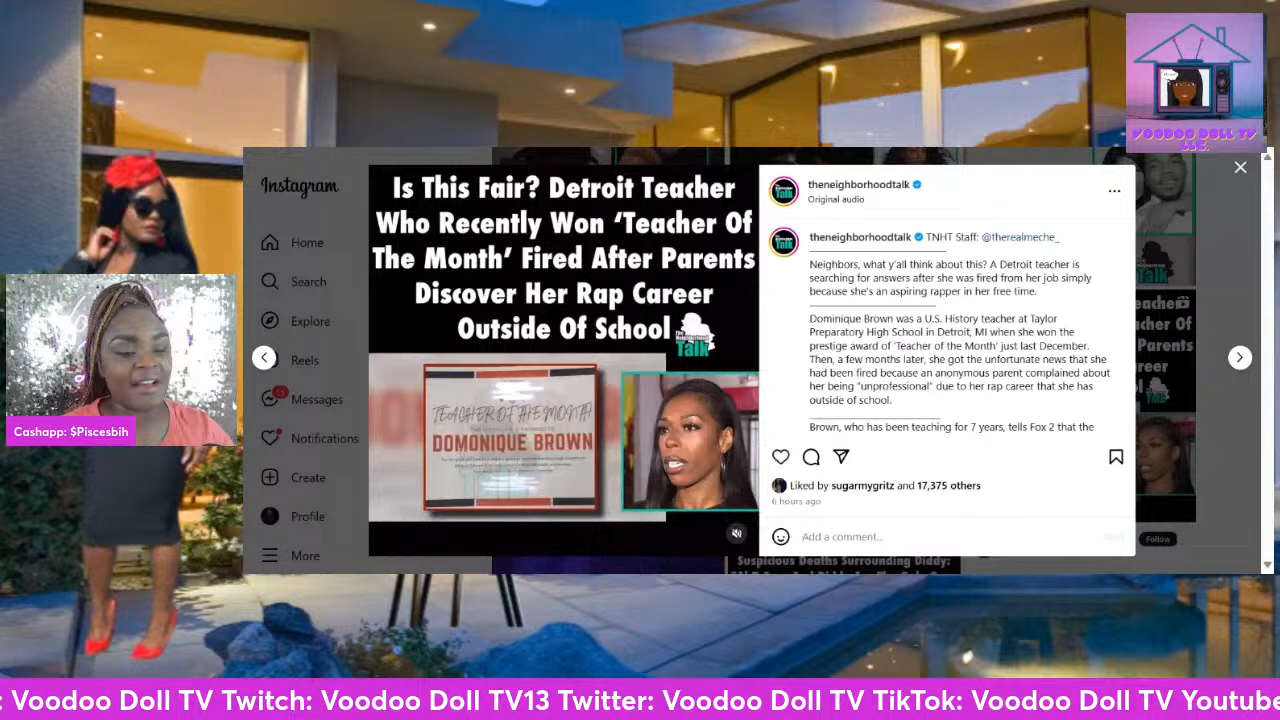 VOODOO DOLL TV
LLC.
Instagram
Home
Search
Explore
Reels
Messages
Notifications
Create
Profile
More
Is This Fair? Detroit Teacher
Who Recently Won ‘Teacher Of
The Month’ Fired After Parents
Discover Her Rap Career
Outside Of School
The Neighborhood
Talk
TEACHER OF THE MONTH
DOMONIQUE BROWN
theneighborhoodtalk
Original audio
theneighborhoodtalk TNHT Staff: @therealmeche_
Neighbors, what y'all think about this? A Detroit teacher is
searching for answers after she was fired from her job simply
because she's an aspiring rapper in her free time.
Dominique Brown was a U.S. History teacher at Taylor
Preparatory High School in Detroit, MI when she won the
prestige award of ‘Teacher of the Month’ just last December.
Then, a few months later, she got the unfortunate news that she
had been fired because an anonymous parent complained about
her being “unprofessional” due to her rap career that she has
outside of school.
Brown, who has been teaching for 7 years, tells Fox 2 that the
Liked by sugarmygritz and 17,375 others
6 hours ago
Add a comment...
Talk
Teacher Of
Parents
Follow
Suspicious Deaths Surrounding Diddy:
Cashapp: $Piscesbih
: Voodoo Doll TV Twitch: Voodoo Doll TV13 Twitter: Voodoo Doll TV TikTok: Voodoo Doll TV Youtube